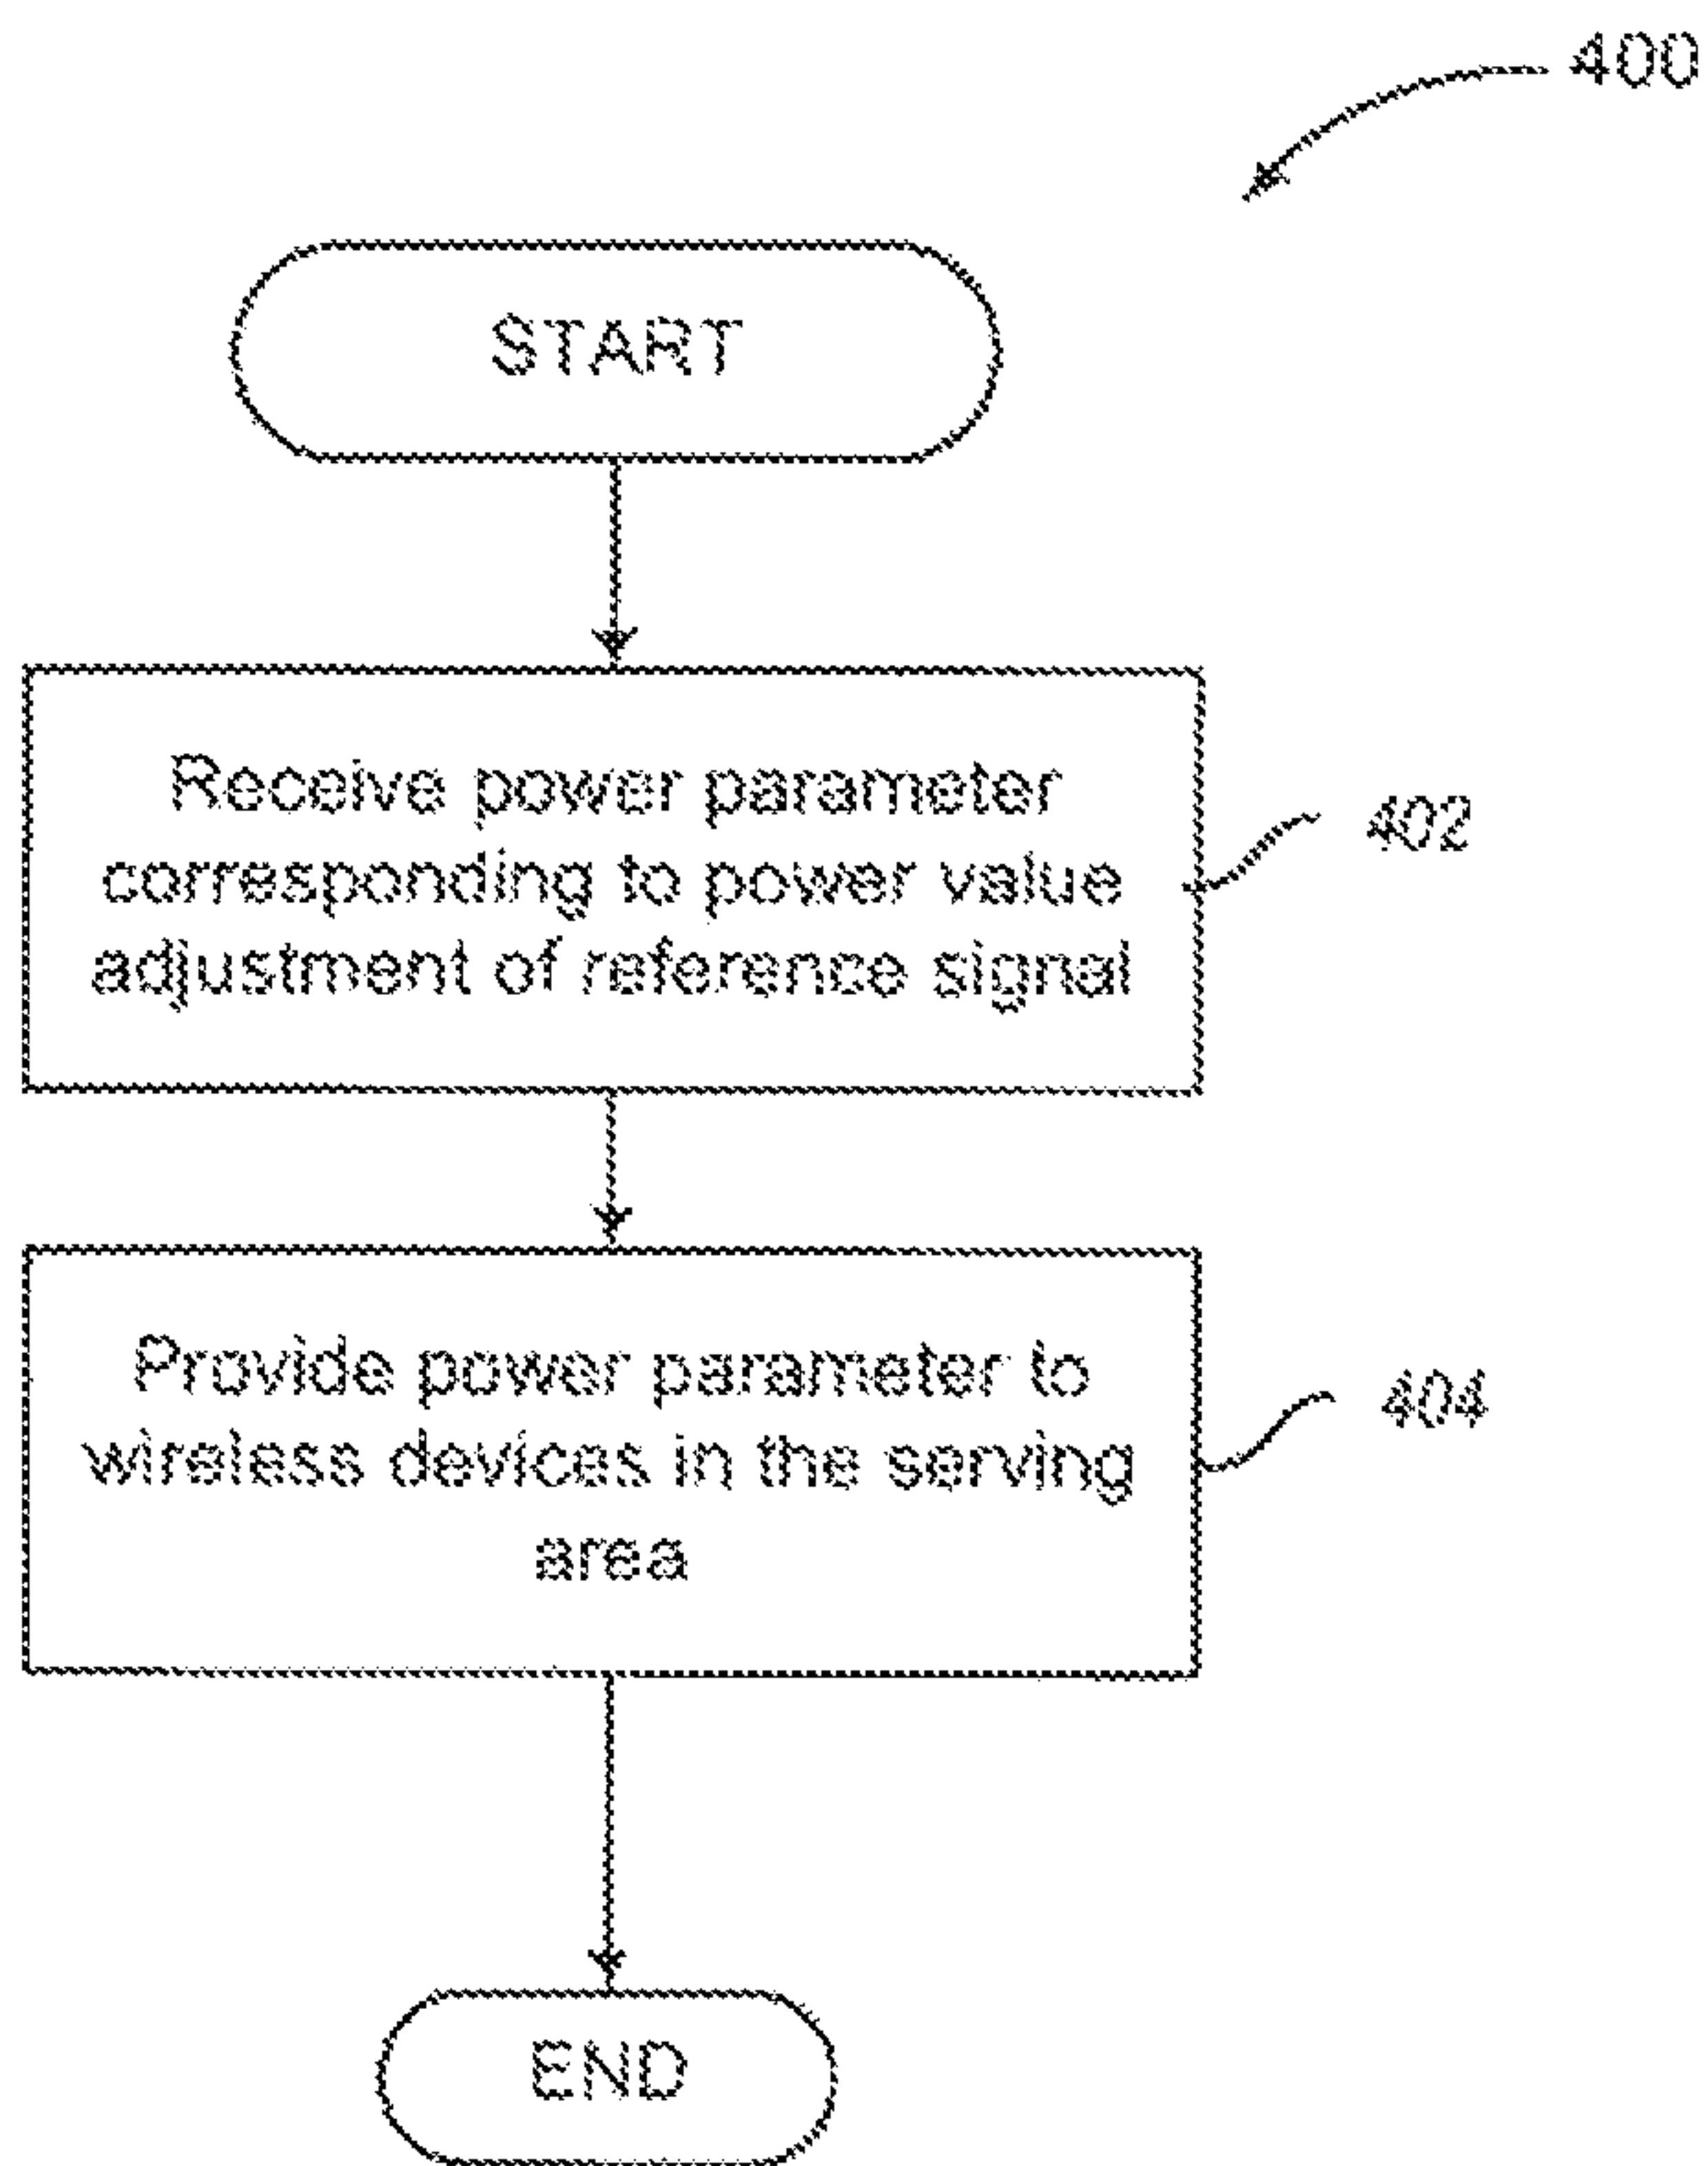 400
START
Receive power parameter
corresponding to power value
adjustment of reference signal
402
Provide power parameter to
wireless devices in the serving
area
404
END